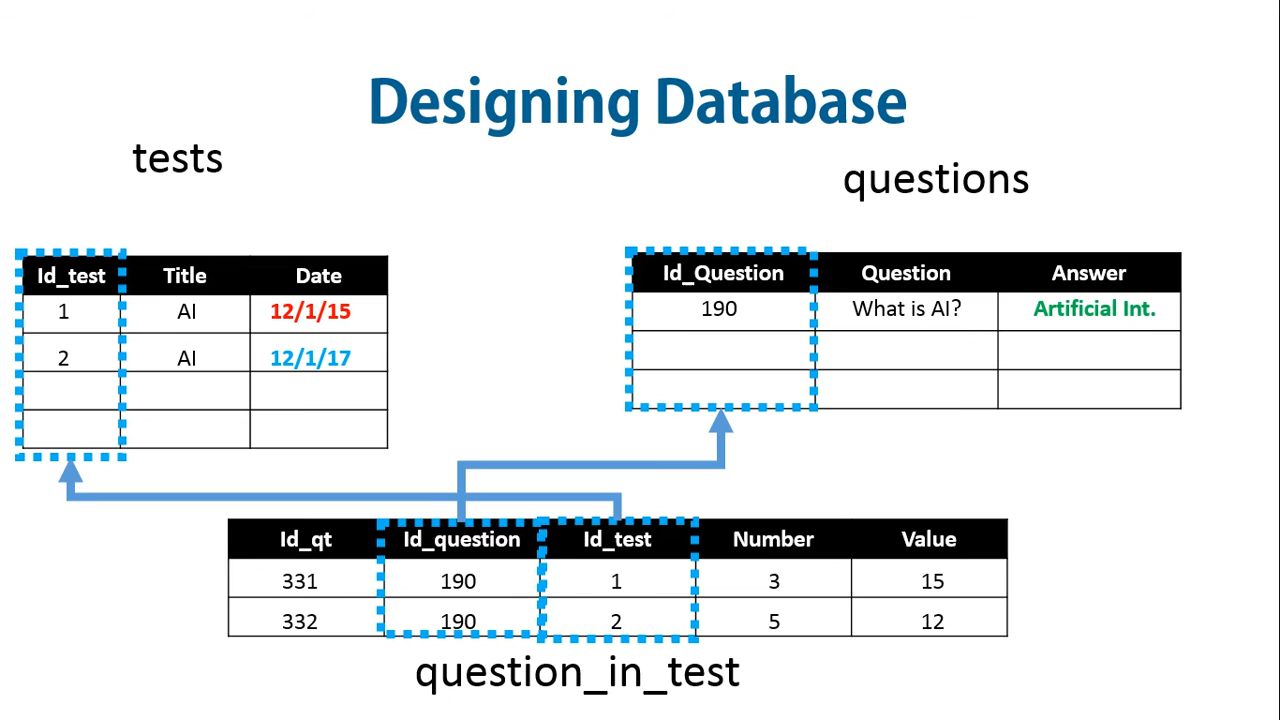 Designing Database
tests
questions
Id_test Title Date
1 AI 12/1/15
2 AI 12/1/17
Id_Question Question Answer
190 What is AI? Artificial Int.
Id_qt Id_question Id_test Number Value
331 190 1 3 15
332 190 2 5 12
question_in_test